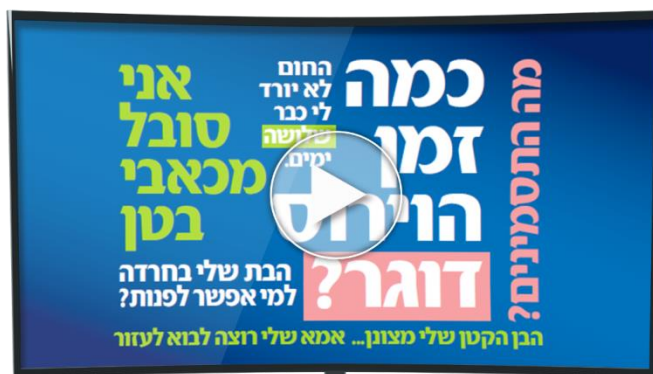 מה התסמינים?
כמה
זמן
הוירוס
דוגר?
החום
לא יורד
לי כבר
שלושה
ימים.
אני
סובל
מכאבי
בטן
הבת שלי בחרדה
למי אפשר לפנות?
הבן הקטן שלי מצונן... אמא שלי רוצה לבוא לעזור